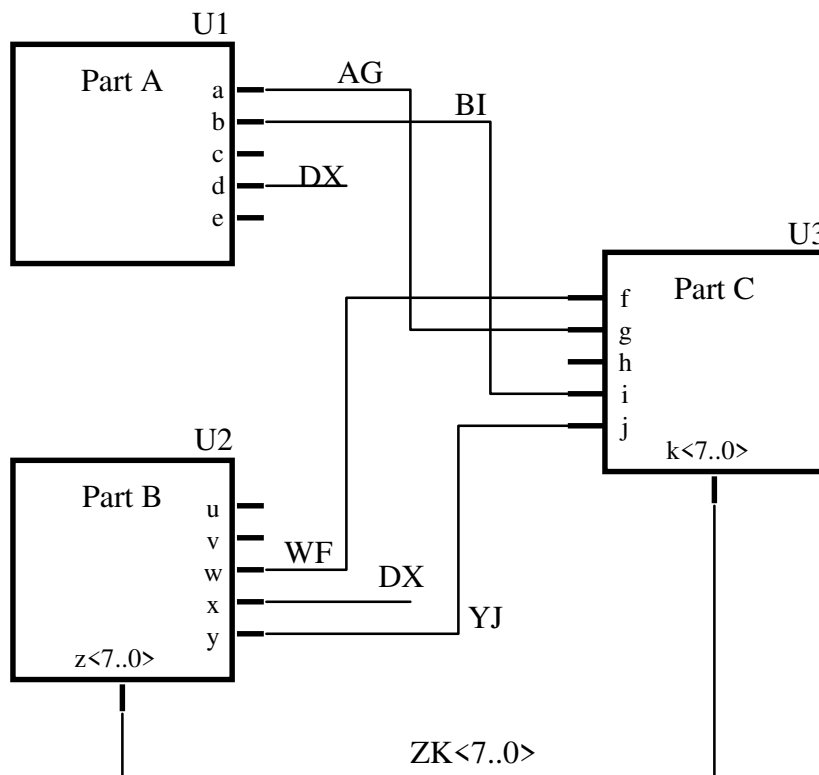 U1
Part A
a
AG
b
BI
c
d
DX
e
U3
Part C
f
g
h
i
j
k<7..0>
U2
Part B
u
v
w
WF
x
DX
y
YJ
z<7..0>
ZK<7..0>